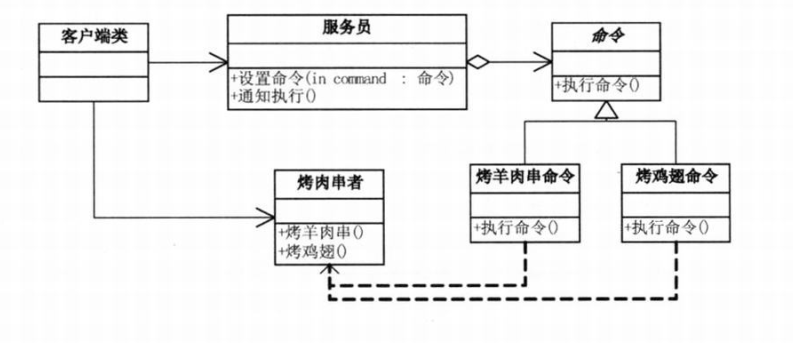 客户端类
服务员
+设置命令(in command : 命令)
+通知执行()
命令
+执行命令()
烤肉串者
+烤羊肉串()
+烤鸡翅()
烤羊肉串命令
+执行命令()
烤鸡翅命令
+执行命令()